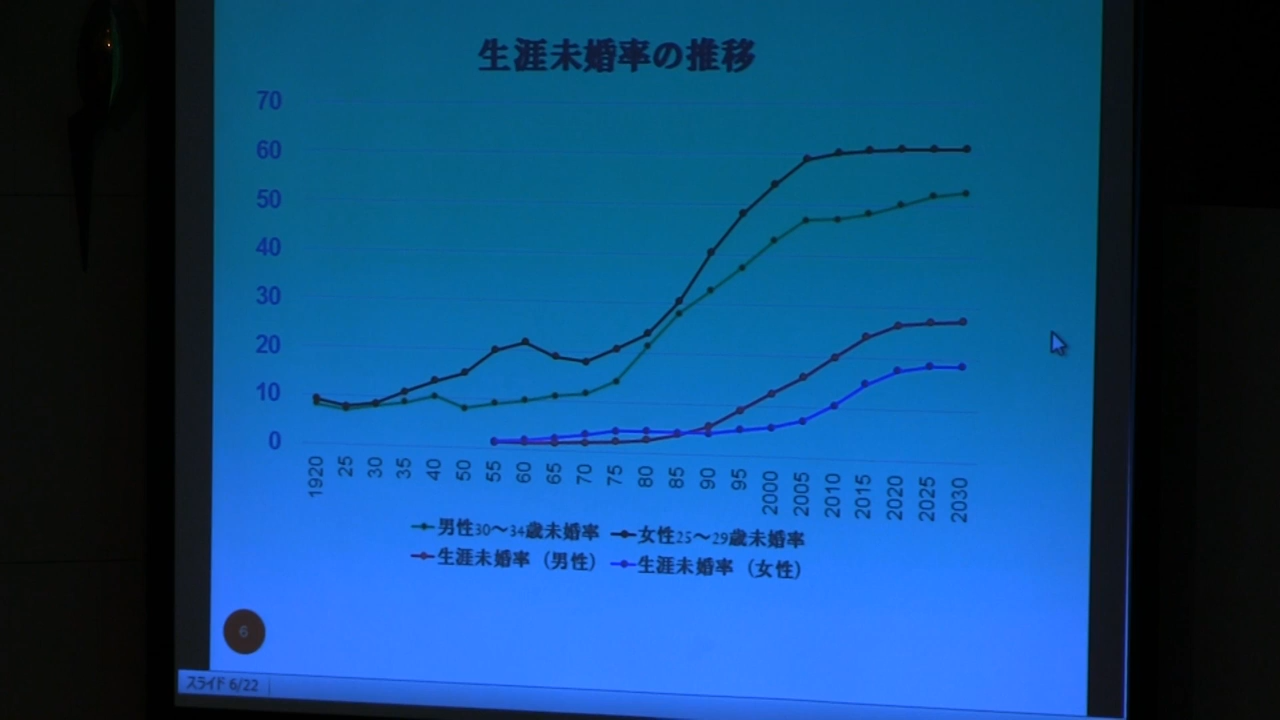 生涯未婚率の推移
70
60
50
40
30
20
10
0
1920 25 30 35 40 50 55 60 65 70 75 80 85 90 95 2000 2005 2010 2015 2020 2025 2030
男性30～34歳未婚率 女性25～29歳未婚率
生涯未婚率（男性） 生涯未婚率（女性）
6
スライド 6/22